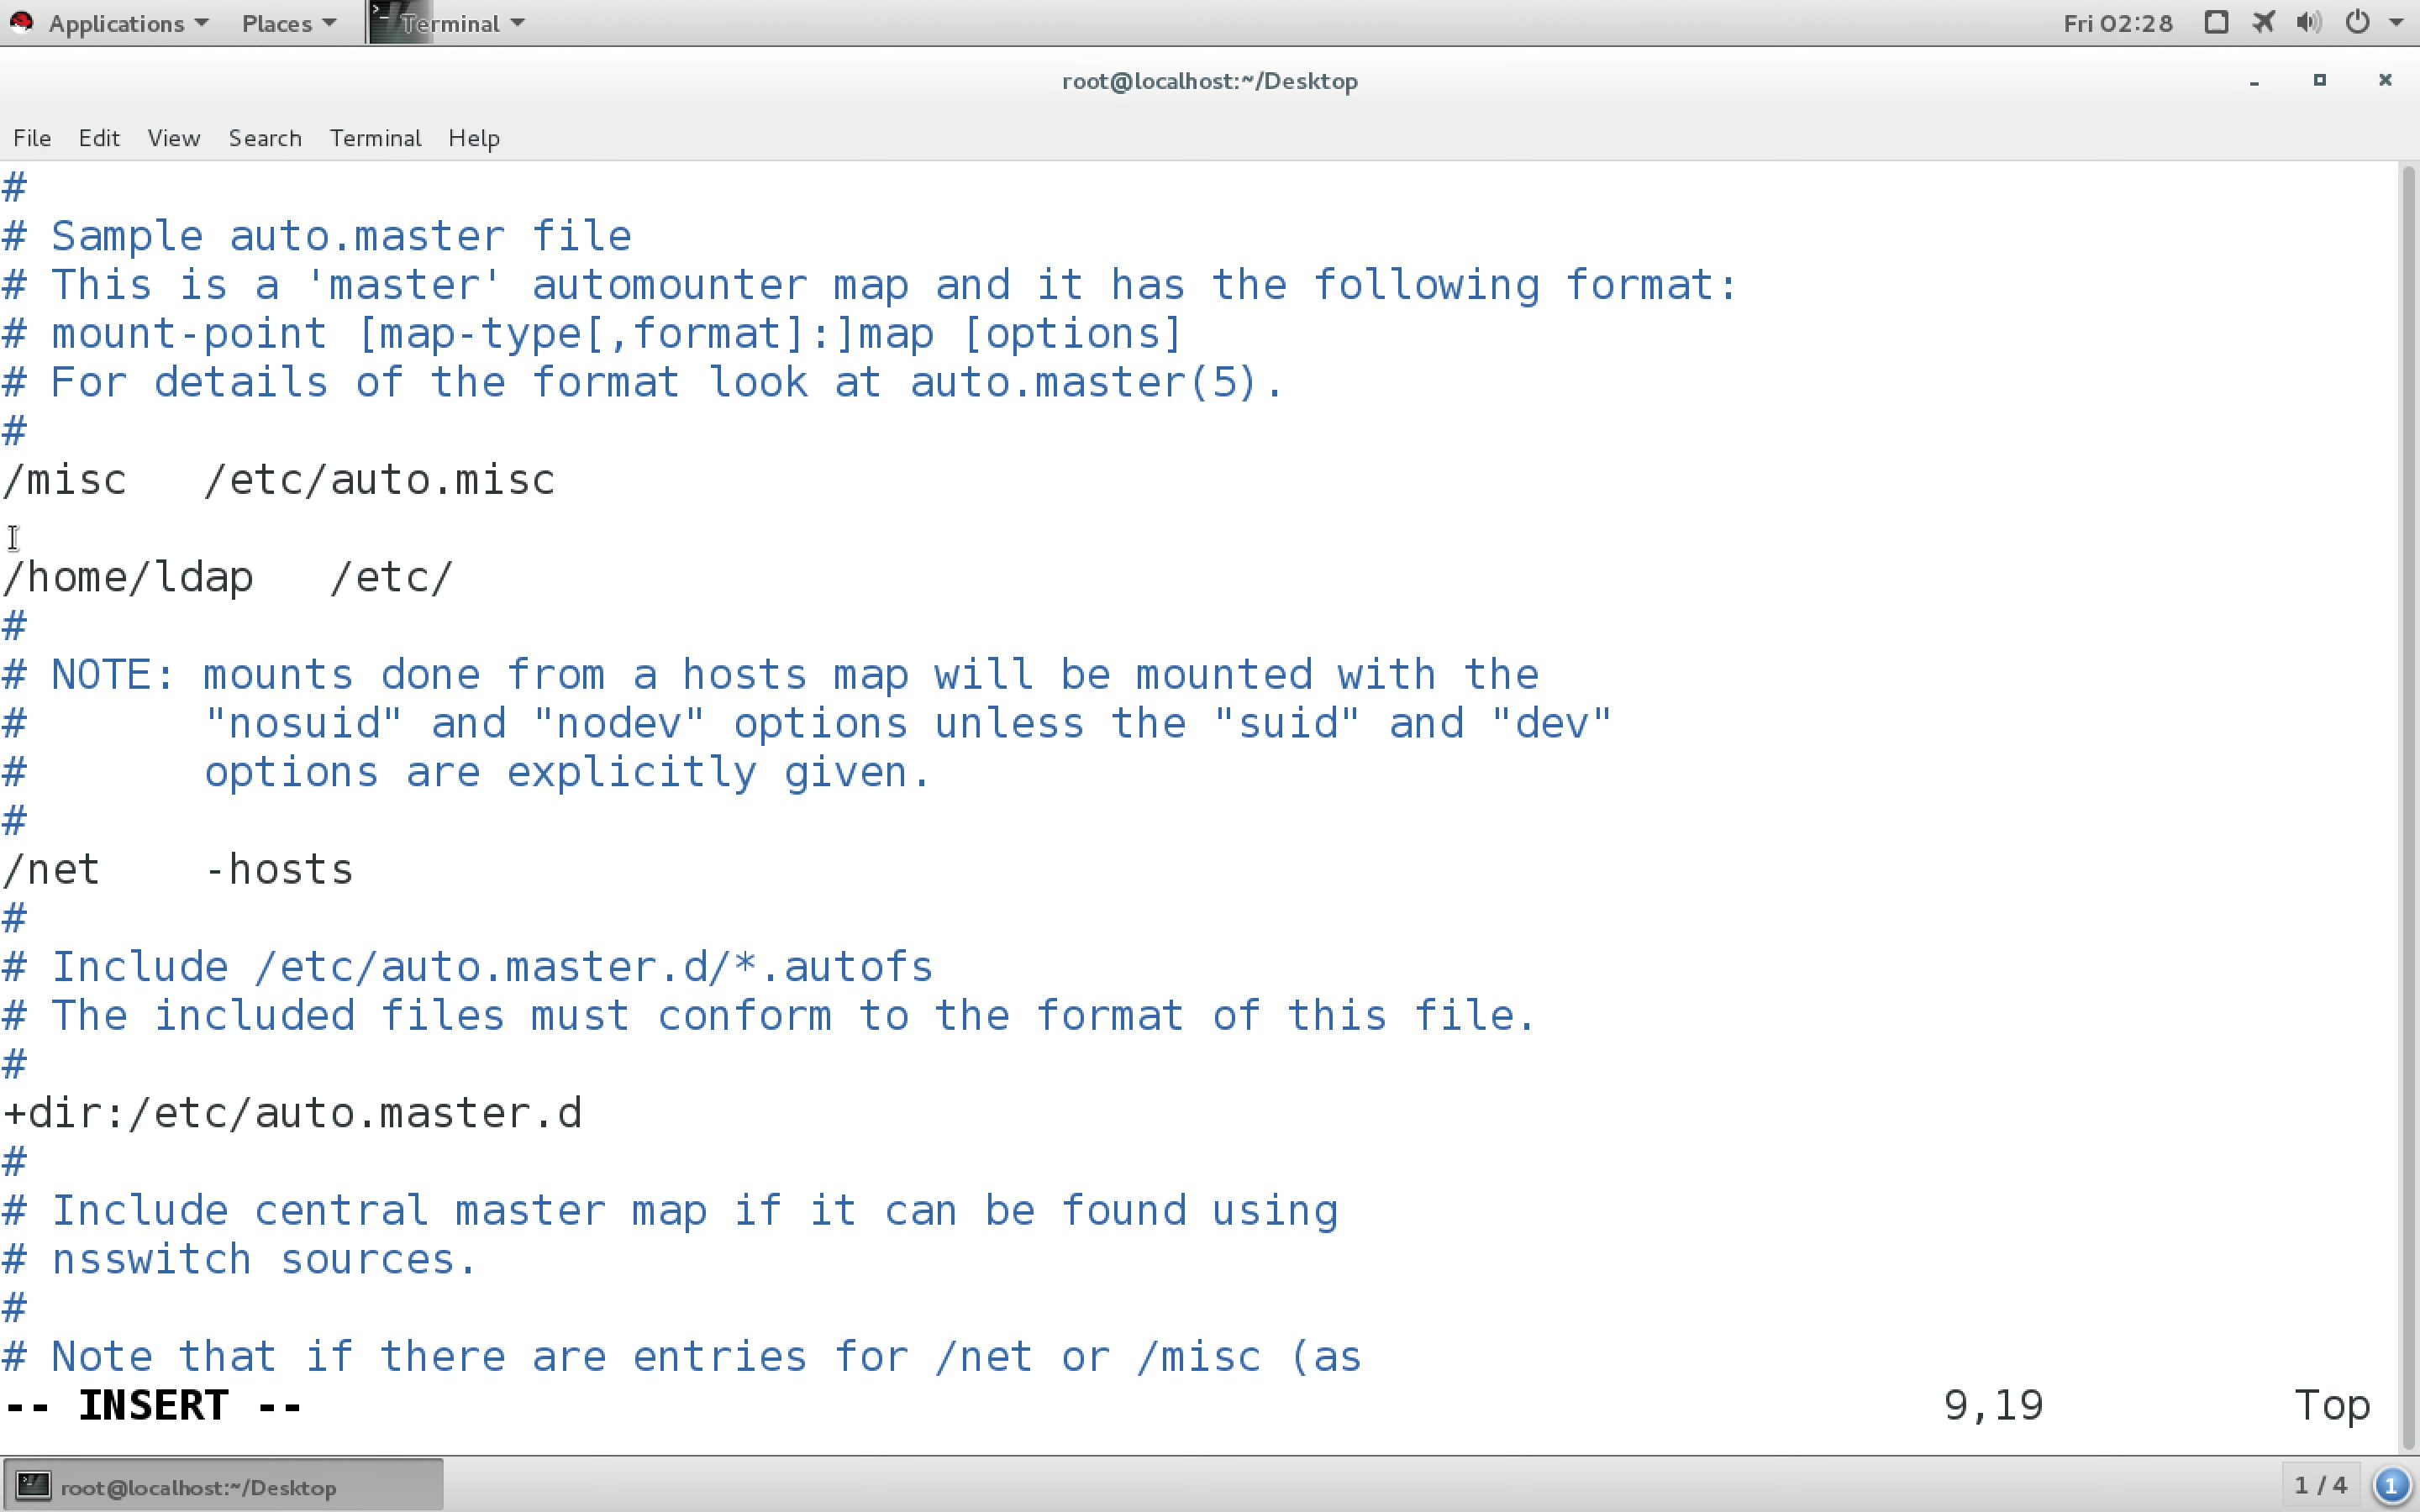 Applications Places Terminal Fri 02:28
root@localhost:~/Desktop
File Edit View Search Terminal Help
#
# Sample auto.master file
# This is a 'master' automounter map and it has the following format:
# mount-point [map-type[,format]:]map [options]
# For details of the format look at auto.master(5).
#
/misc   /etc/auto.misc
/home/ldap   /etc/
#
# NOTE: mounts done from a hosts map will be mounted with the
#       "nosuid" and "nodev" options unless the "suid" and "dev"
#       options are explicitly given.
#
/net    -hosts
#
# Include /etc/auto.master.d/*.autofs
# The included files must conform to the format of this file.
#
+dir:/etc/auto.master.d
#
# Include central master map if it can be found using
# nsswitch sources.
#
# Note that if there are entries for /net or /misc (as
-- INSERT -- 9,19 Top
root@localhost:~/Desktop 1 / 4 1